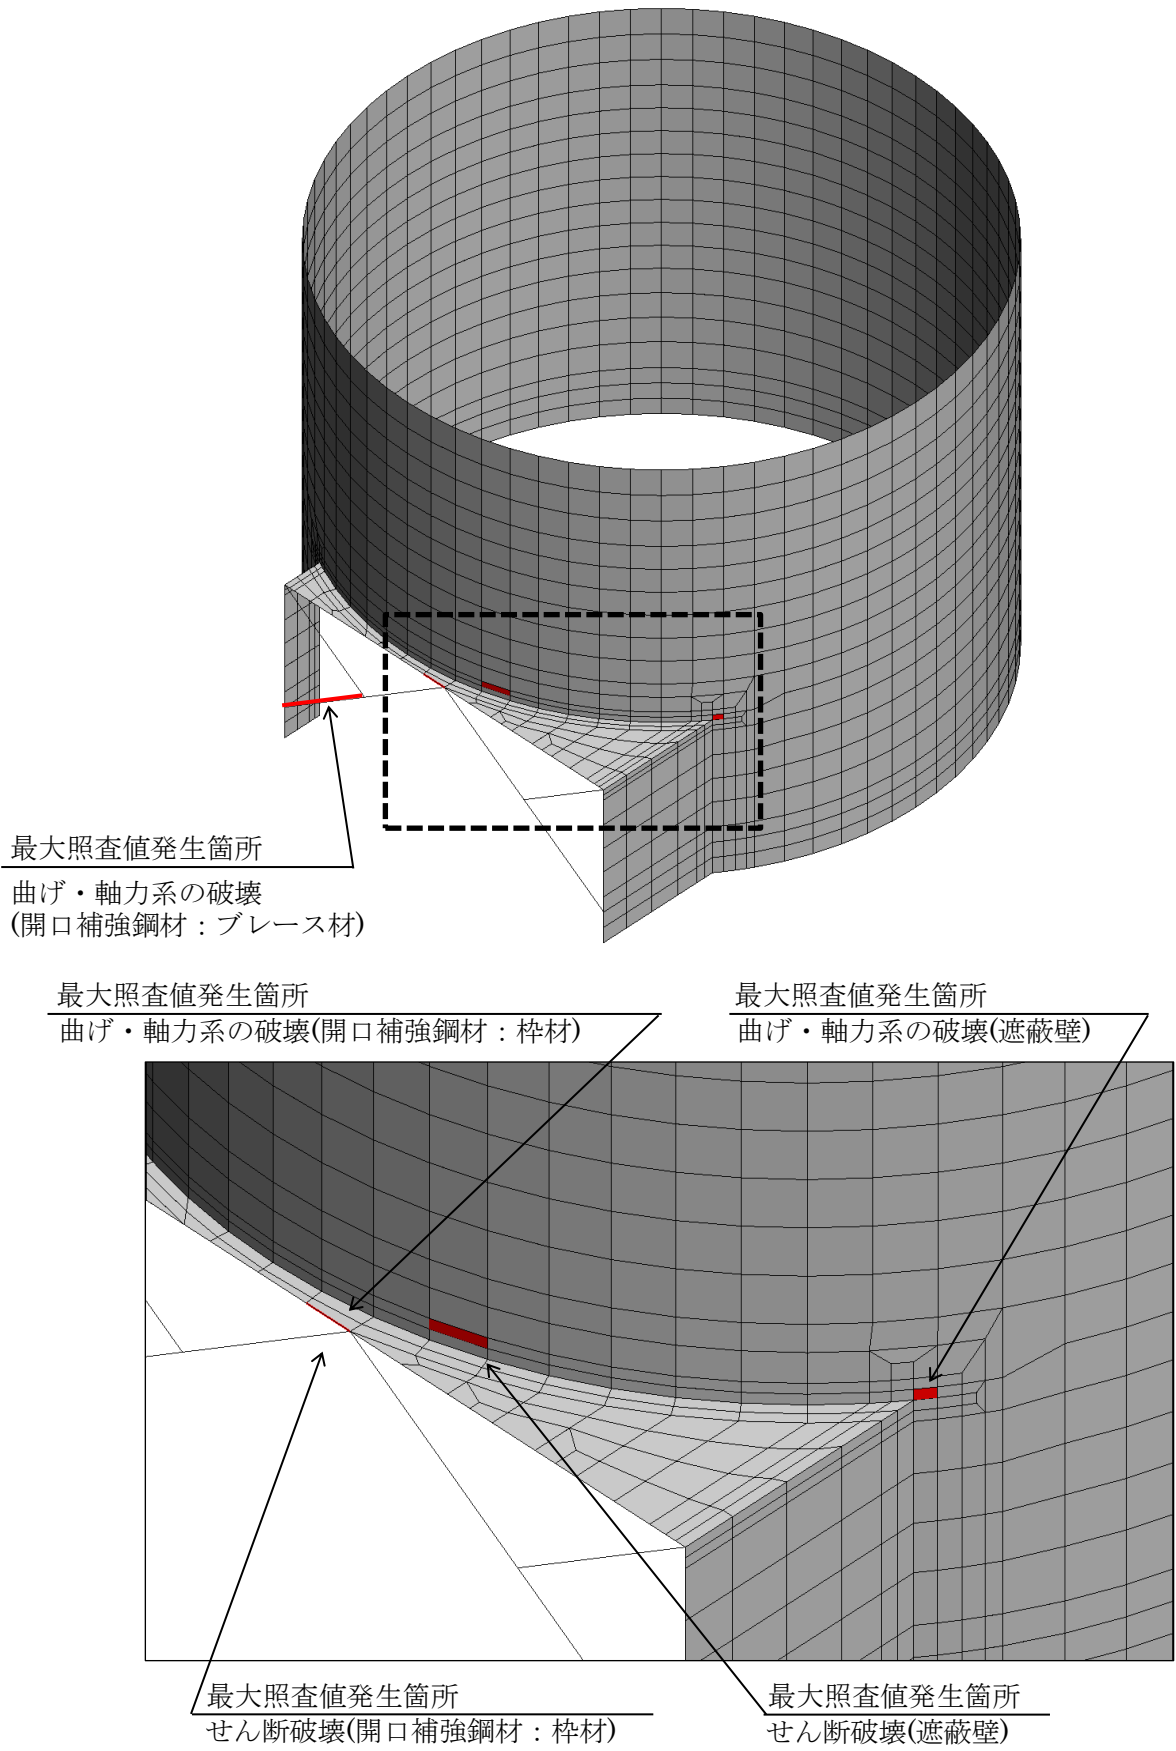 最大照査値発生箇所
曲げ・軸力系の破壊
(開口補強鋼材：ブレース材)
最大照査値発生箇所
曲げ・軸力系の破壊(開口補強鋼材：枠材)
最大照査値発生箇所
曲げ・軸力系の破壊(遮蔽壁)
最大照査値発生箇所
せん断破壊(開口補強鋼材：枠材)
最大照査値発生箇所
せん断破壊(遮蔽壁)